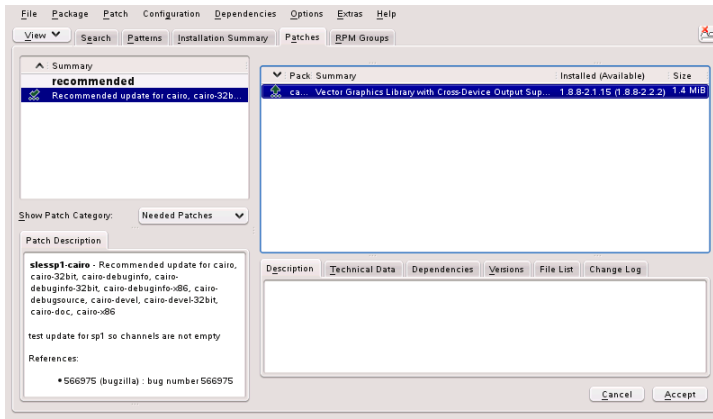 File Package Patch Configuration Dependencies Options Extras Help
View Search Patterns Installation Summary Patches RPM Groups
Summary
recommended
Recommended update for cairo, cairo-32b...
Pack Summary Installed (Available) Size
ca... Vector Graphics Library with Cross-Device Output Sup... 1.8.8-2.1.15 (1.8.8-2.2.2) 1.4 MiB
Show Patch Category: Needed Patches
Patch Description
slessp1-cairo - Recommended update for cairo,
cairo-32bit, cairo-debuginfo, cairo-
debuginfo-32bit, cairo-debuginfo-x86, cairo-
debugsource, cairo-devel, cairo-devel-32bit,
cairo-doc, cairo-x86
test update for sp1 so channels are not empty
References:
•566975 (bugzilla) : bug number 566975
Description Technical Data Dependencies Versions File List Change Log
Cancel Accept